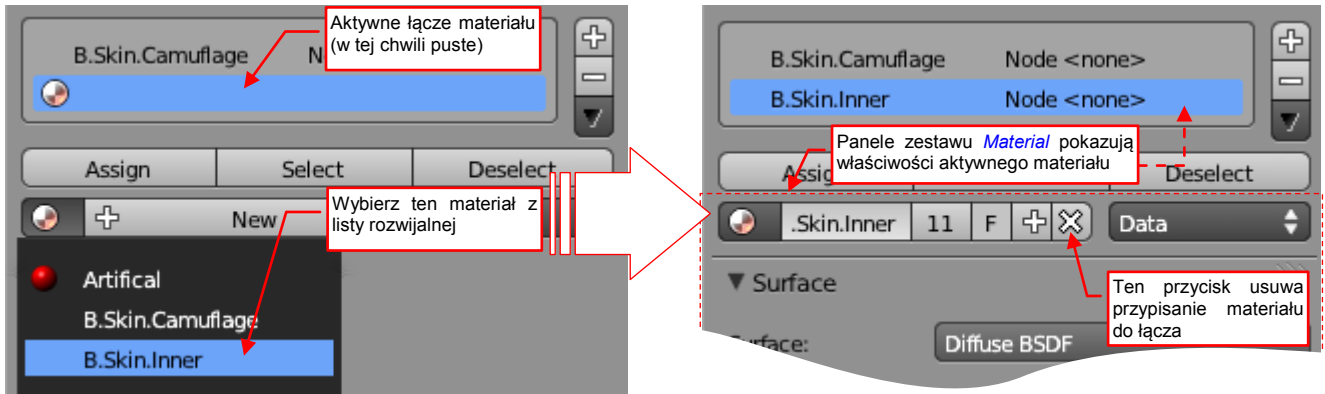 Aktywne łącze materiału
(w tej chwili puste)
B.Skin.Camuflage
Assign Select Deselect
New
Wybierz ten materiał z
listy rozwijalnej
Artifical
B.Skin.Camuflage
B.Skin.Inner
B.Skin.Camuflage Node <none>
B.Skin.Inner Node <none>
Panele zestawu Material pokazują
właściwości aktywnego materiału
Deselect
.Skin.Inner 11 F Data
Surface
Ten przycisk usuwa
przypisanie materiału
do łącza
Diffuse BSDF